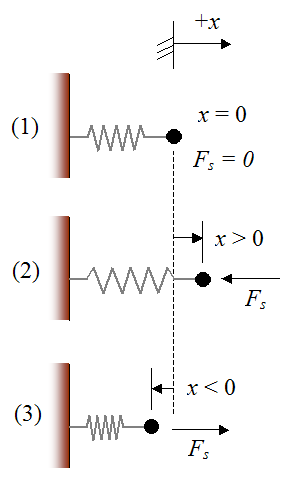 +x
(1)
x = 0
Fs = 0
(2)
x > 0
Fs
(3)
x < 0
Fs